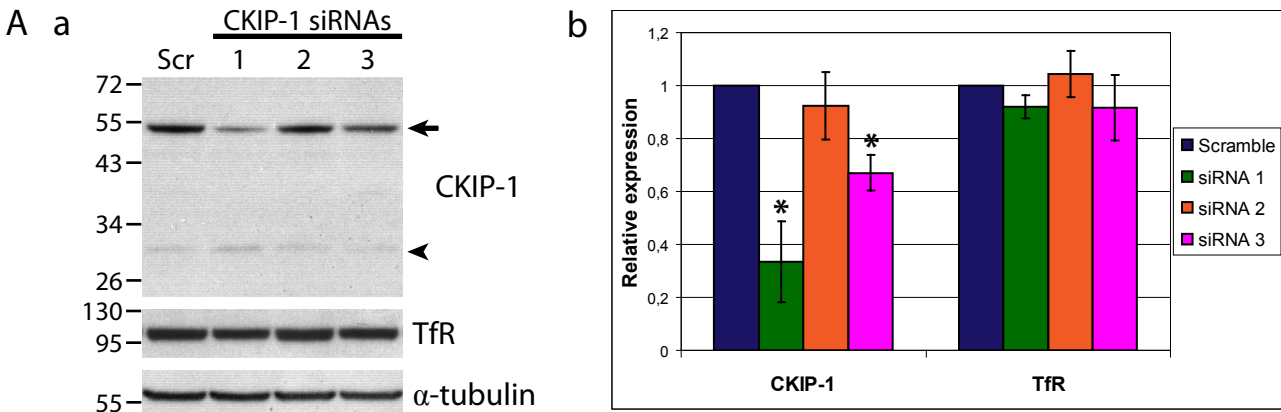 A a
CKIP-1 siRNAs
Scr 1 2 3
72
55
43
34
26
CKIP-1
130
95
TfR
55
α-tubulin
b
1,2
1
0,8
0,6
0,4
0,2
0
Relative expression
*
*
CKIP-1 TfR
Scramble
siRNA 1
siRNA 2
siRNA 3